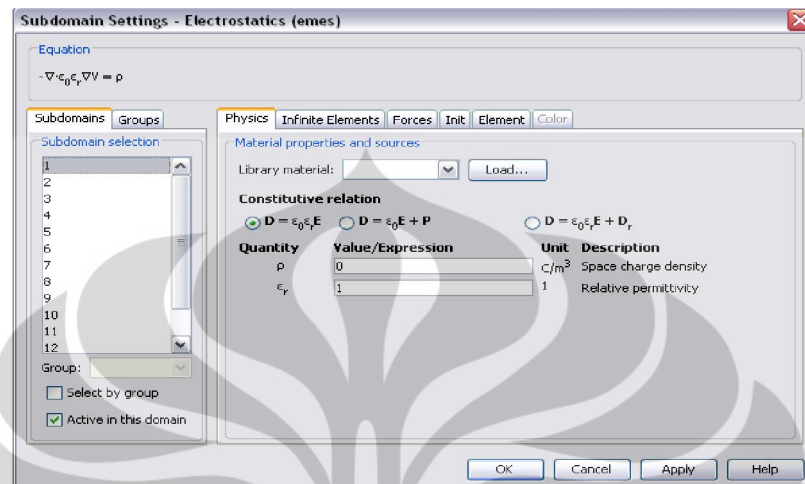 Subdomain Settings - Electrostatics (emes)
Equation
-∇·ε₀εᵣ∇V = ρ
Subdomains Groups
Subdomain selection
1
2
3
4
5
6
7
8
9
10
11
12
Group:
Select by group
Active in this domain
Physics Infinite Elements Forces Init Element Color
Material properties and sources
Library material: Load...
Constitutive relation
D = ε₀εᵣE D = ε₀E + P D = ε₀εᵣE + Dᵣ
Quantity Value/Expression Unit Description
ρ 0 C/m³ Space charge density
εᵣ 1 1 Relative permittivity
OK Cancel Apply Help